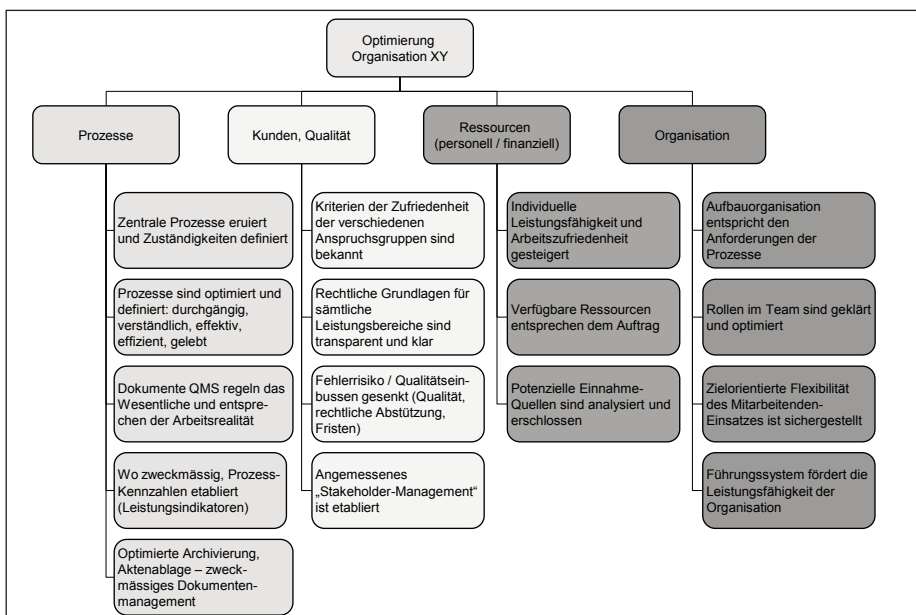 Optimierung
Organisation XY
Prozesse
Zentrale Prozesse eruiert
und Zuständigkeiten definiert
Prozesse sind optimiert und
definiert: durchgängig,
verständlich, effektiv,
effizient, gelebt
Dokumente QMS regeln das
Wesentliche und entspre-
chen der Arbeitsrealität
Wo zweckmässig, Prozess-
Kennzahlen etabliert
(Leistungsindikatoren)
Optimierte Archivierung,
Aktenablage – zweck-
mässiges Dokumenten-
management
Kunden, Qualität
Kriterien der Zufriedenheit
der verschiedenen
Anspruchsgruppen sind
bekannt
Rechtliche Grundlagen für
sämtliche
Leistungsbereiche sind
transparent und klar
Fehlerrisiko / Qualitätsein-
bussen gesenkt (Qualität,
rechtliche Abstützung,
Fristen)
Angemessenes
„Stakeholder-Management“
ist etabliert
Ressourcen
(personell / finanziell)
Individuelle
Leistungsfähigkeit und
Arbeitszufriedenheit
gesteigert
Verfügbare Ressourcen
entsprechen dem Auftrag
Potenzielle Einnahme-
Quellen sind analysiert und
erschlossen
Organisation
Aufbauorganisation
entspricht den
Anforderungen der
Prozesse
Rollen im Team sind geklärt
und optimiert
Zielorientierte Flexibilität
des Mitarbeitenden-
Einsatzes ist sichergestellt
Führungssystem fördert die
Leistungsfähigkeit der
Organisation